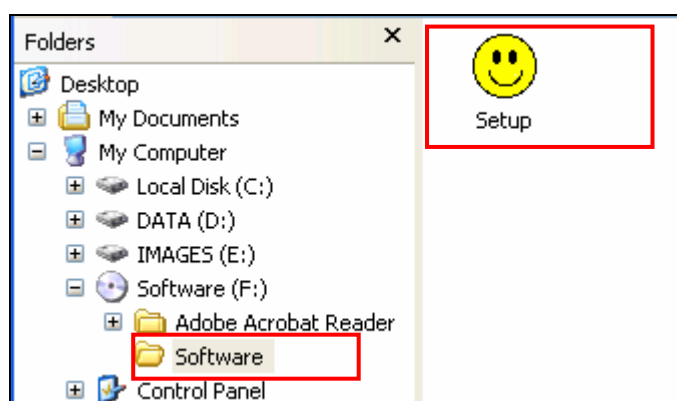 Folders
Desktop
My Documents
My Computer
Local Disk (C:)
DATA (D:)
IMAGES (E:)
Software (F:)
Adobe Acrobat Reader
Software
Control Panel
Setup